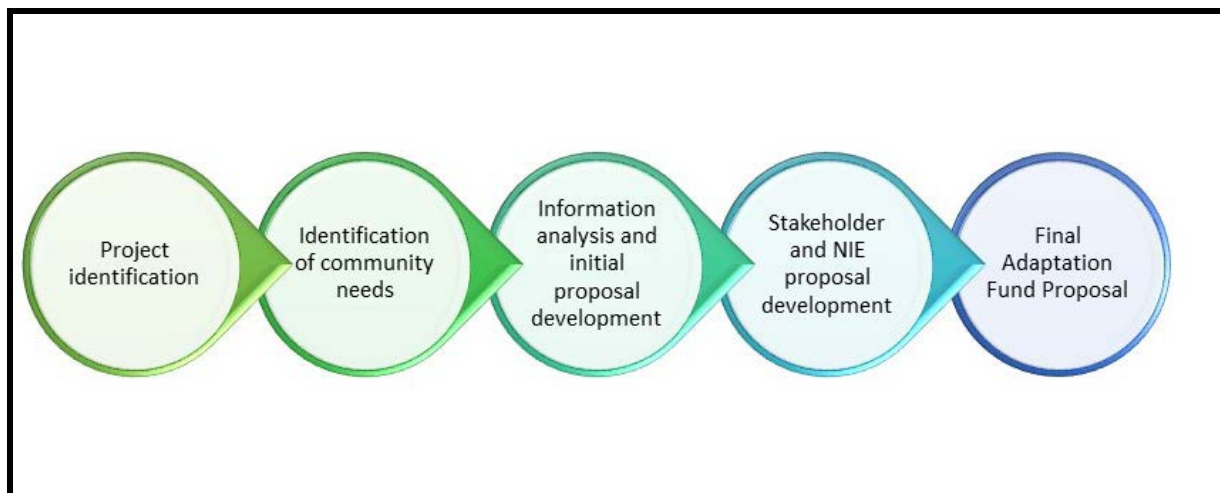 Project
identification
Identification
of community
needs
Information
analysis and
initial
proposal
development
Stakeholder
and NIE
proposal
development
Final
Adaptation
Fund Proposal